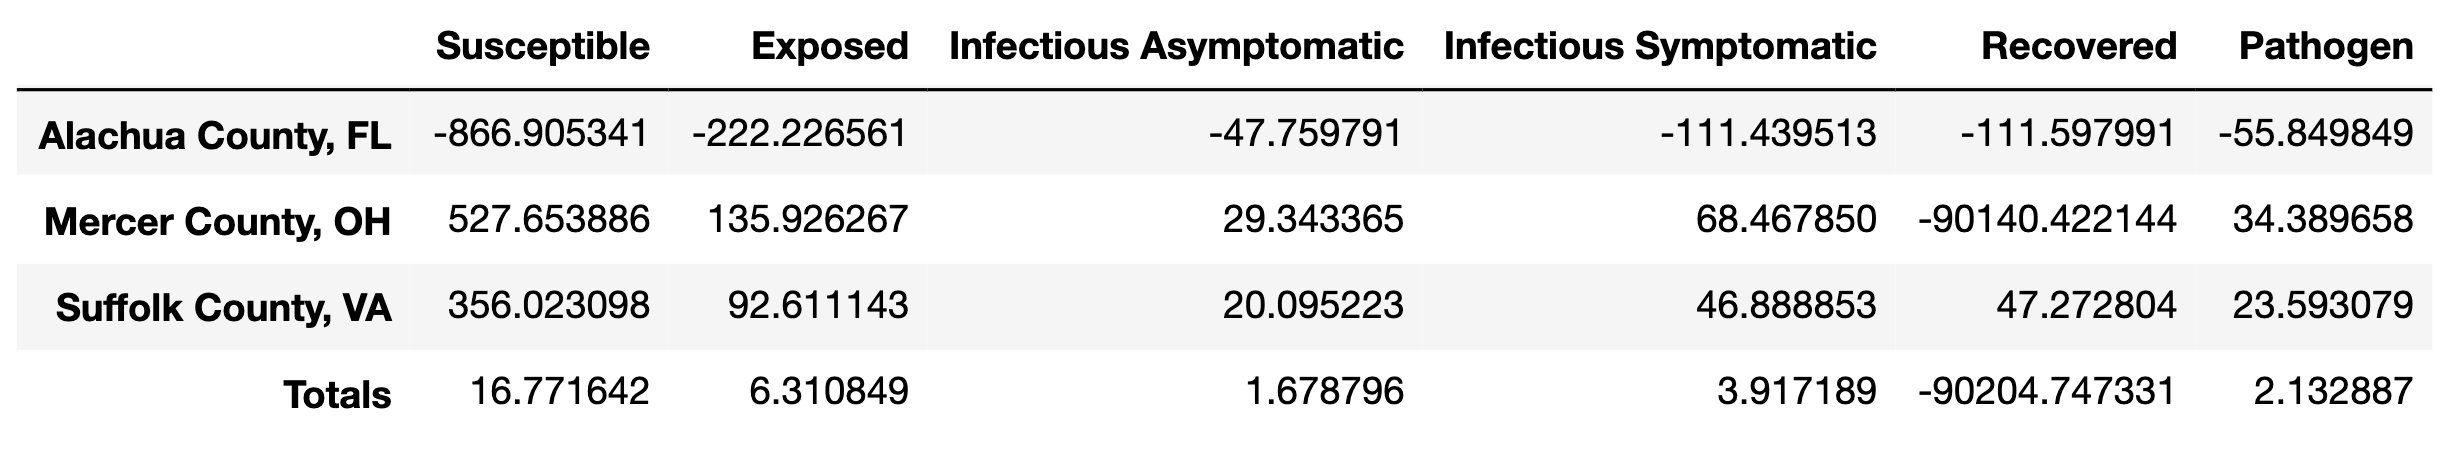 Susceptible Exposed Infectious Asymptomatic Infectious Symptomatic Recovered Pathogen
Alachua County, FL -866.905341 -222.226561 -47.759791 -111.439513 -111.597991 -55.849849
Mercer County, OH 527.653886 135.926267 29.343365 68.467850 -90140.422144 34.389658
Suffolk County, VA 356.023098 92.611143 20.095223 46.888853 47.272804 23.593079
Totals 16.771642 6.310849 1.678796 3.917189 -90204.747331 2.132887